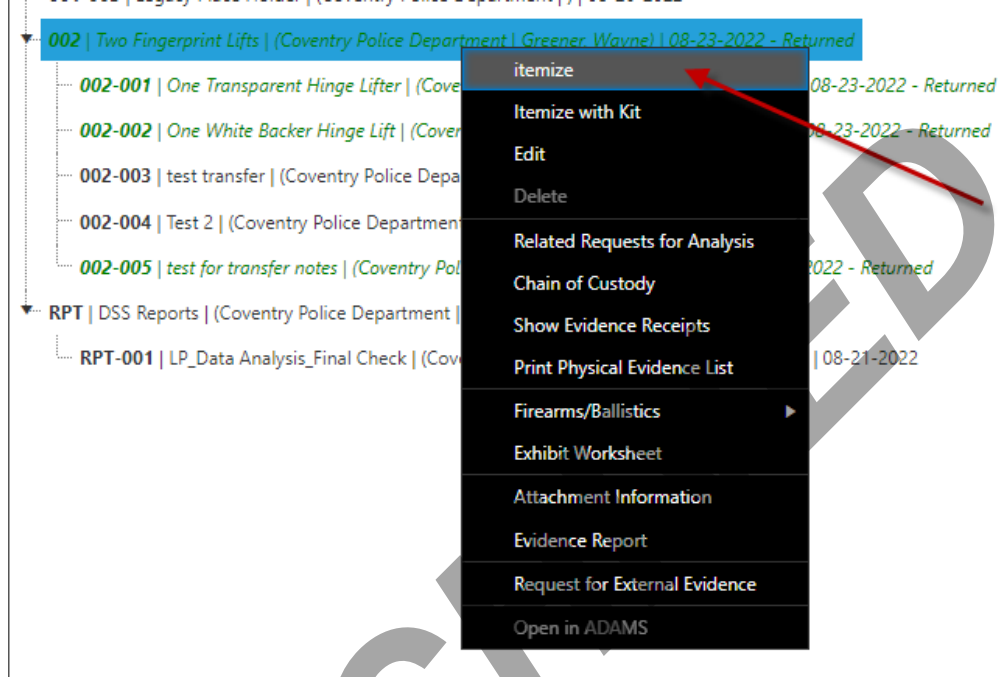 002 | Two Fingerprint Lifts | (Coventry Police Department | Greener, Wayne) | 08-23-2022 - Returned
itemize
002-001 | One Transparent Hinge Lifter | (Cove 08-23-2022 - Returned
Itemize with Kit
002-002 | One White Backer Hinge Lift | (Cover 08-23-2022 - Returned
Edit
002-003 | test transfer | (Coventry Police Depa
Delete
002-004 | Test 2 | (Coventry Police Department
Related Requests for Analysis
002-005 | test for transfer notes | (Coventry Pol 2022 - Returned
Chain of Custody
RPT | DSS Reports | (Coventry Police Department |
Show Evidence Receipts
RPT-001 | LP_Data Analysis_Final Check | (Cove | 08-21-2022
Print Physical Evidence List
Firearms/Ballistics
Exhibit Worksheet
Attachment Information
Evidence Report
Request for External Evidence
Open in ADAMS